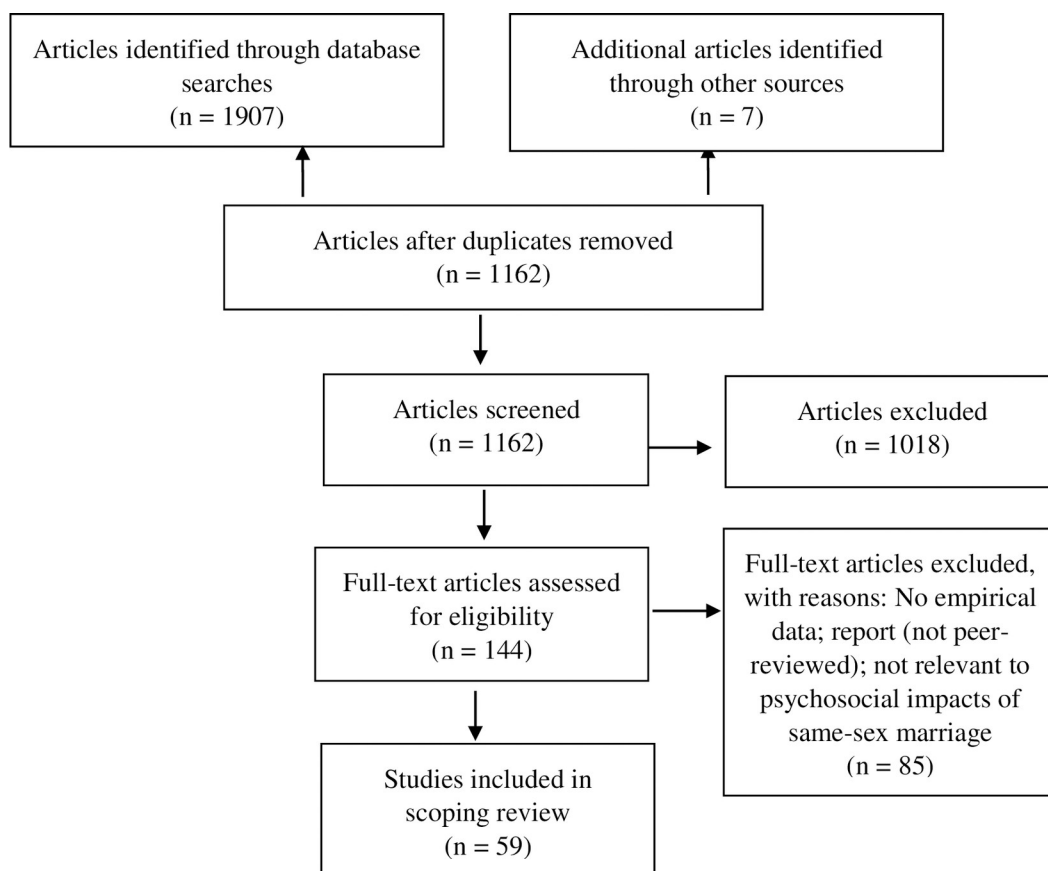 Articles identified through database
searches
(n = 1907)
Additional articles identified
through other sources
(n = 7)
Articles after duplicates removed
(n = 1162)
Articles screened
(n = 1162)
Articles excluded
(n = 1018)
Full-text articles assessed
for eligibility
(n = 144)
Full-text articles excluded,
with reasons: No empirical
data; report (not peer-
reviewed); not relevant to
psychosocial impacts of
same-sex marriage
(n = 85)
Studies included in
scoping review
(n = 59)